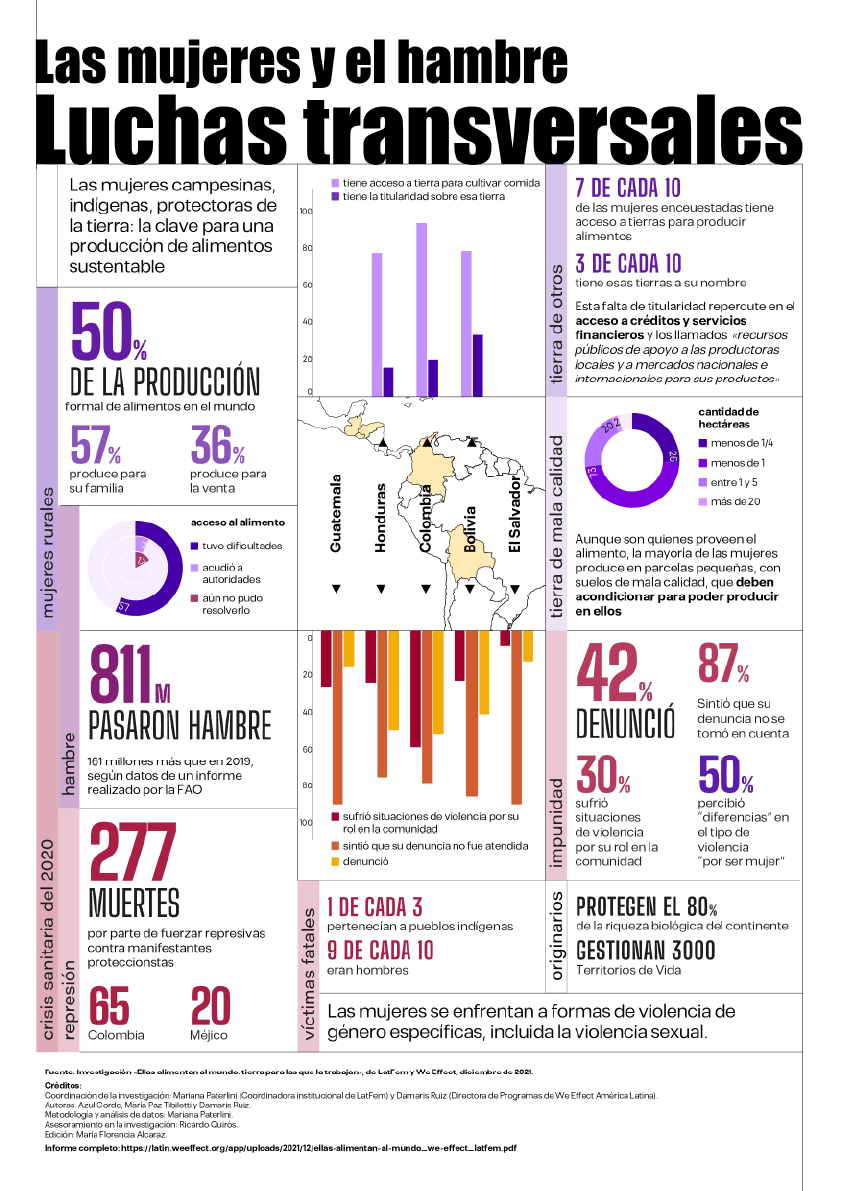 Las mujeres y el hambre
Luchas transversales
Las mujeres campesinas,
indígenas, protectoras de
la tierra: la clave para una
producción de alimentos
sustentable
mujeres rurales
50%
DE LA PRODUCCIÓN
formal de alimentos en el mundo
57%
produce para
su familia
36%
produce para
la venta
hambre
acceso al alimento
tuvo dificultades
acudió a
autoridades
aún no pudo
resolverlo
57
crisis sanitaria del 2020
811M
PASARON HAMBRE
161 millones más que en 2019,
según datos de un informe
realizado por la FAO
represión
277
MUERTES
por parte de fuerzar represivas
contra manifestantes
proteccionstas
65
Colombia
20
Méjico
tiene acceso a tierra para cultivar comida
tiene la titularidad sobre esa tierra
100
80
60
40
20
0
Guatemala
Honduras
Colombia
Bolivia
El Salvador
0
20
40
60
80
100
sufrió situaciones de violencia por su
rol en la comunidad
sintió que su denuncia no fue atendida
denunció
víctimas fatales
1 DE CADA 3
pertenecían a pueblos indígenas
9 DE CADA 10
eran hombres
tierra de otros
7 DE CADA 10
de las mujeres enceuestadas tiene
acceso a tierras para producir
alimentos
3 DE CADA 10
tiene esas tierras a su nombre
Esta falta de titularidad repercute en el
acceso a créditos y servicios
financieros y los llamados «recursos
públicos de apoyo a las productoras
locales y a mercados nacionales e
internacionales para sus productos»
tierra de mala calidad
20 2
13
26
cantidad de
hectáreas
menos de 1/4
menos de 1
entre 1 y 5
más de 20
Aunque son quienes proveen el
alimento, la mayoría de las mujeres
produce en parcelas pequeñas, con
suelos de mala calidad, que deben
acondicionar para poder producir
en ellos
impunidad
42%
DENUNCIÓ
87%
Sintió que su
denuncia no se
tomó en cuenta
30%
sufrió
situaciones
de violencia
por su rol en la
comunidad
50%
percibió
"diferencias" en
el tipo de
violencia
"por ser mujer"
originarios
PROTEGEN EL 80%
de la riqueza biológica del continente
GESTIONAN 3000
Territorios de Vida
Las mujeres se enfrentan a formas de violencia de
género específicas, incluida la violencia sexual.
Fuente. Investigación «Ellas alimentan al mundo, tierra para las que la trabajan», de LatFem y We Effect, diciembre de 2021.
Créditos:
Coordinación de la investigación: Mariana Paterlini (Coordinadora institucional de LatFem) y Damaris Ruiz (Directora de Programas de We Effect América Latina).
Autoras: Azul Cordo, María Paz Tibiletti y Damaris Ruiz.
Metodología y análisis de datos: Mariana Paterlini.
Asesoramiento en la investigación: Ricardo Quirós.
Edición: María Florencia Alcaraz.
Informe completo: https://latin.weeffect.org/app/uploads/2021/12/ellas-alimentan-al-mundo_we-effect_latfem.pdf